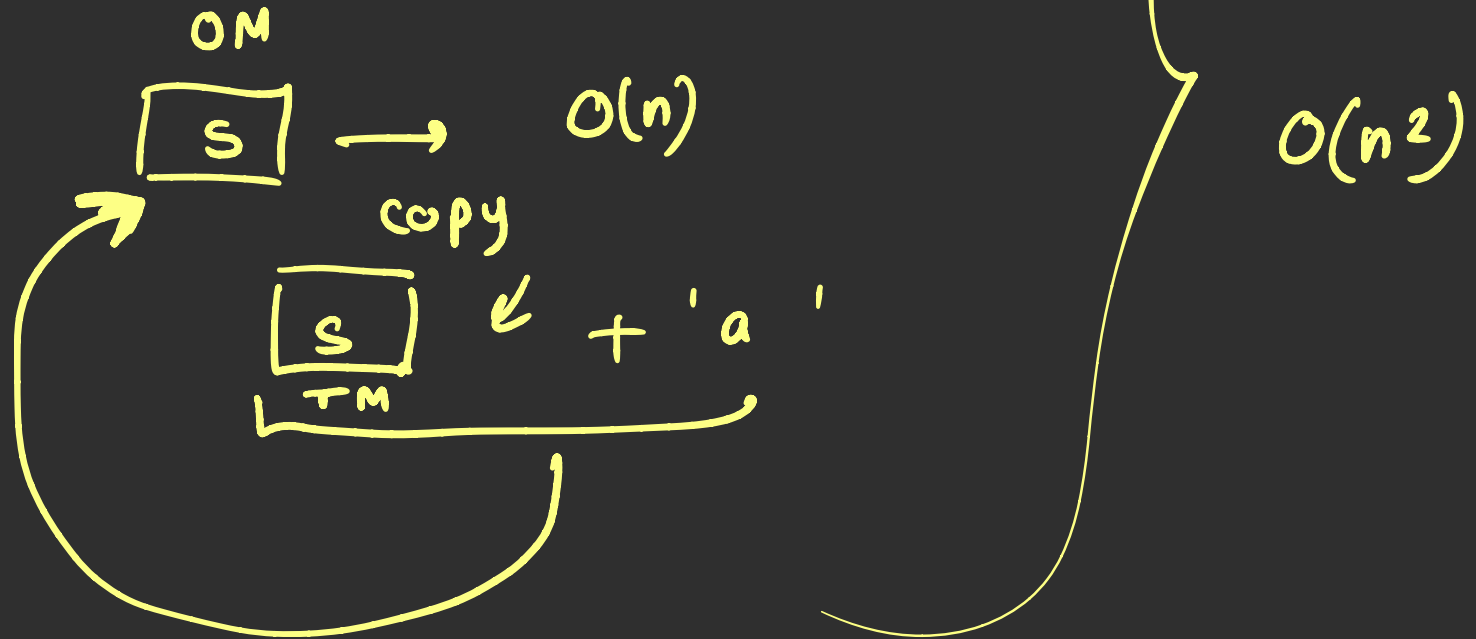 OM
S O(n)
O(n²)
copy
S + 'a'
TM